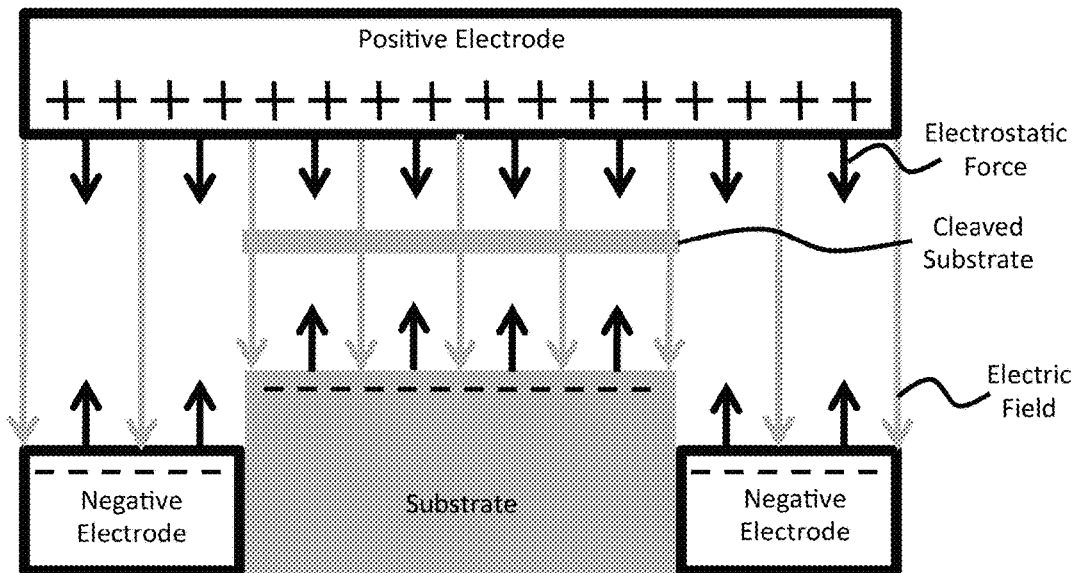 Positive Electrode
+ + + + + + + + + + + + + + + +
Electrostatic
Force
Cleaved
Substrate
Electric
Field
Negative
Electrode
Substrate
Negative
Electrode